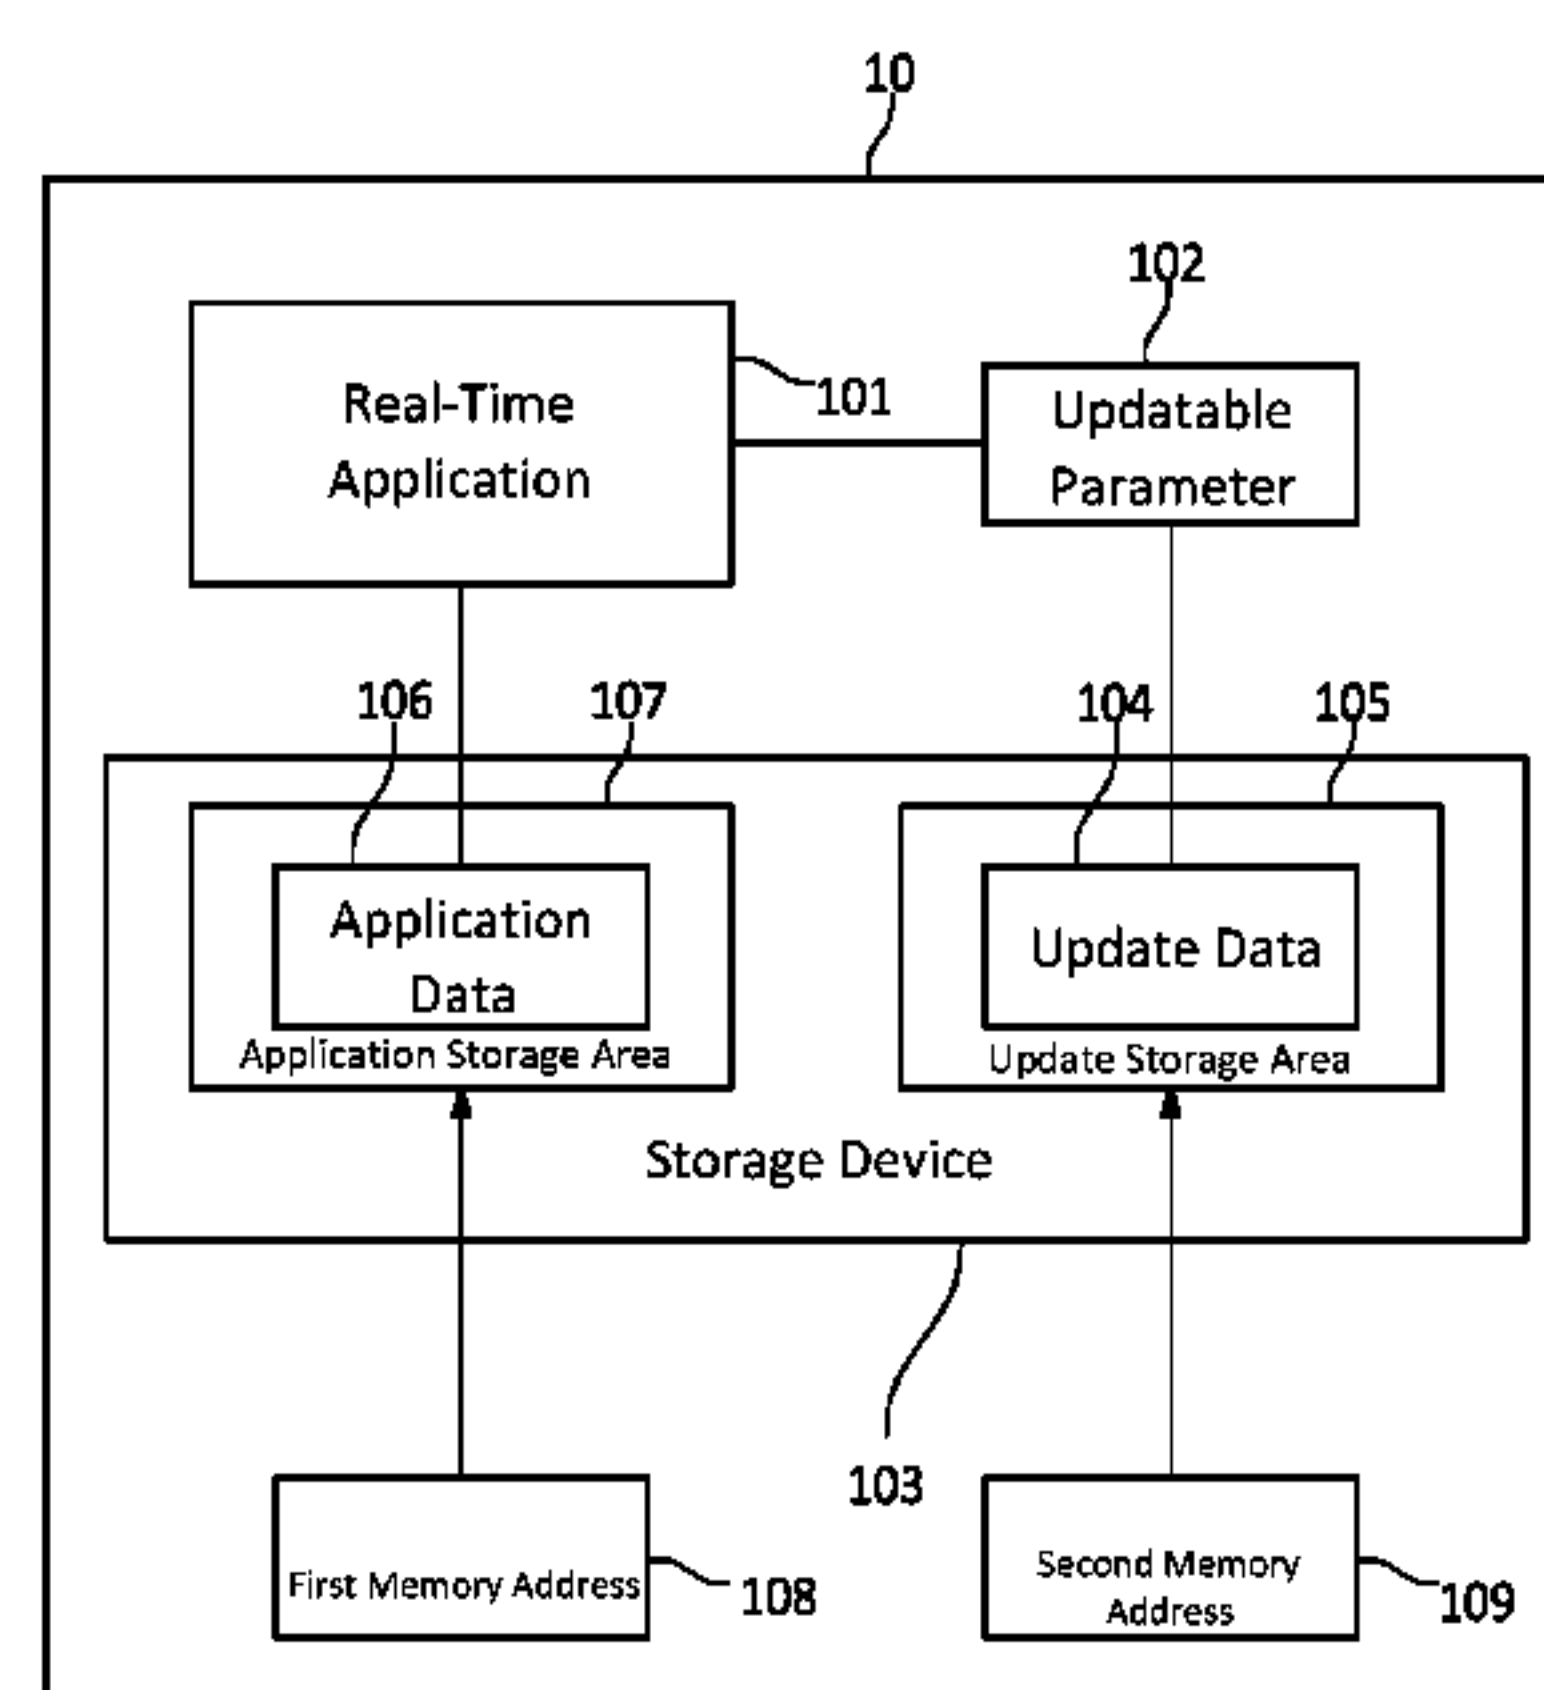 10
102
Real-Time
Application
101
Updatable
Parameter
106
107
104
105
Application
Data
Application Storage Area
Update Data
Update Storage Area
Storage Device
103
First Memory Address
108
Second Memory
Address
109